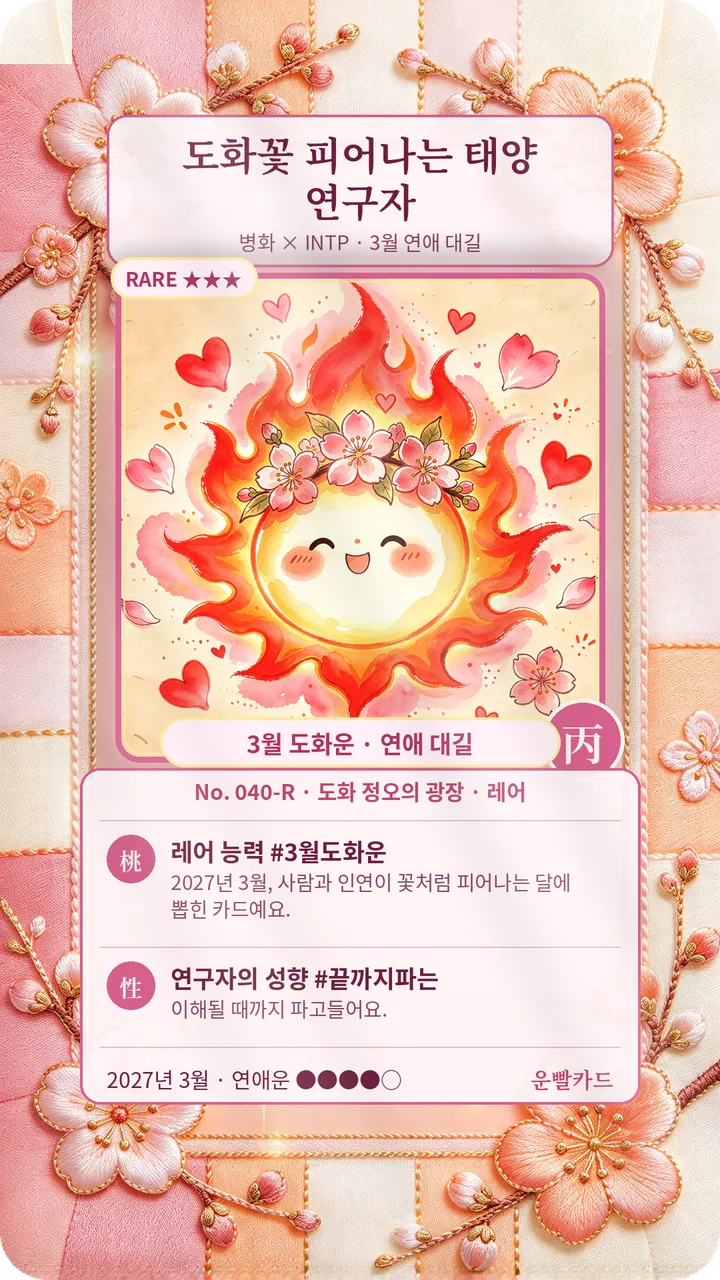 도화꽃 피어나는 태양
연구자
병화 × INTP · 3월 연애 대길
RARE ★★★
3월 도화운 · 연애 대길
丙
No. 040-R · 도화 정오의 광장 · 레어
桃
레어 능력 #3월도화운
2027년 3월, 사람과 인연이 꽃처럼 피어나는 달에
뽑힌 카드예요.
性
연구자의 성향 #끝까지파는
이해될 때까지 파고들어요.
2027년 3월 · 연애운 ●●●●○
운빨카드